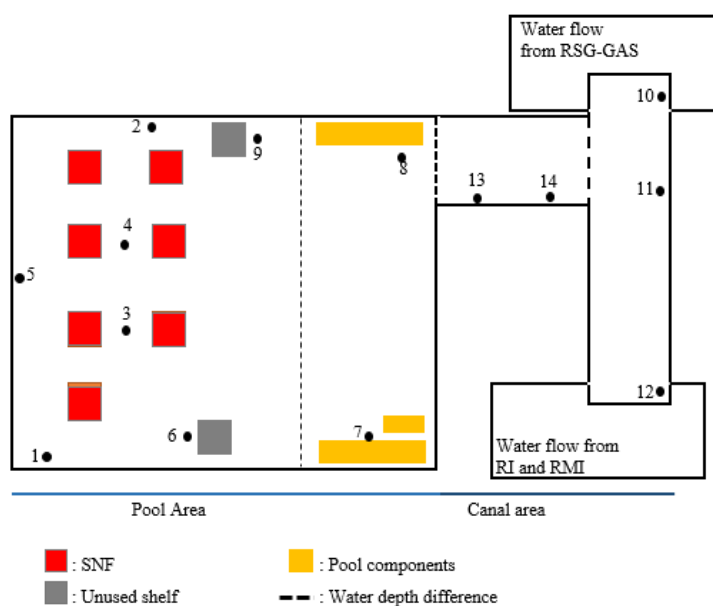 Water flow
from RSG-GAS
10
2
9
8
13
14
11
4
5
3
12
6
7
1
Water flow from
RI and RMI
Pool Area
Canal area
: SNF
: Pool components
: Unused shelf
: Water depth difference